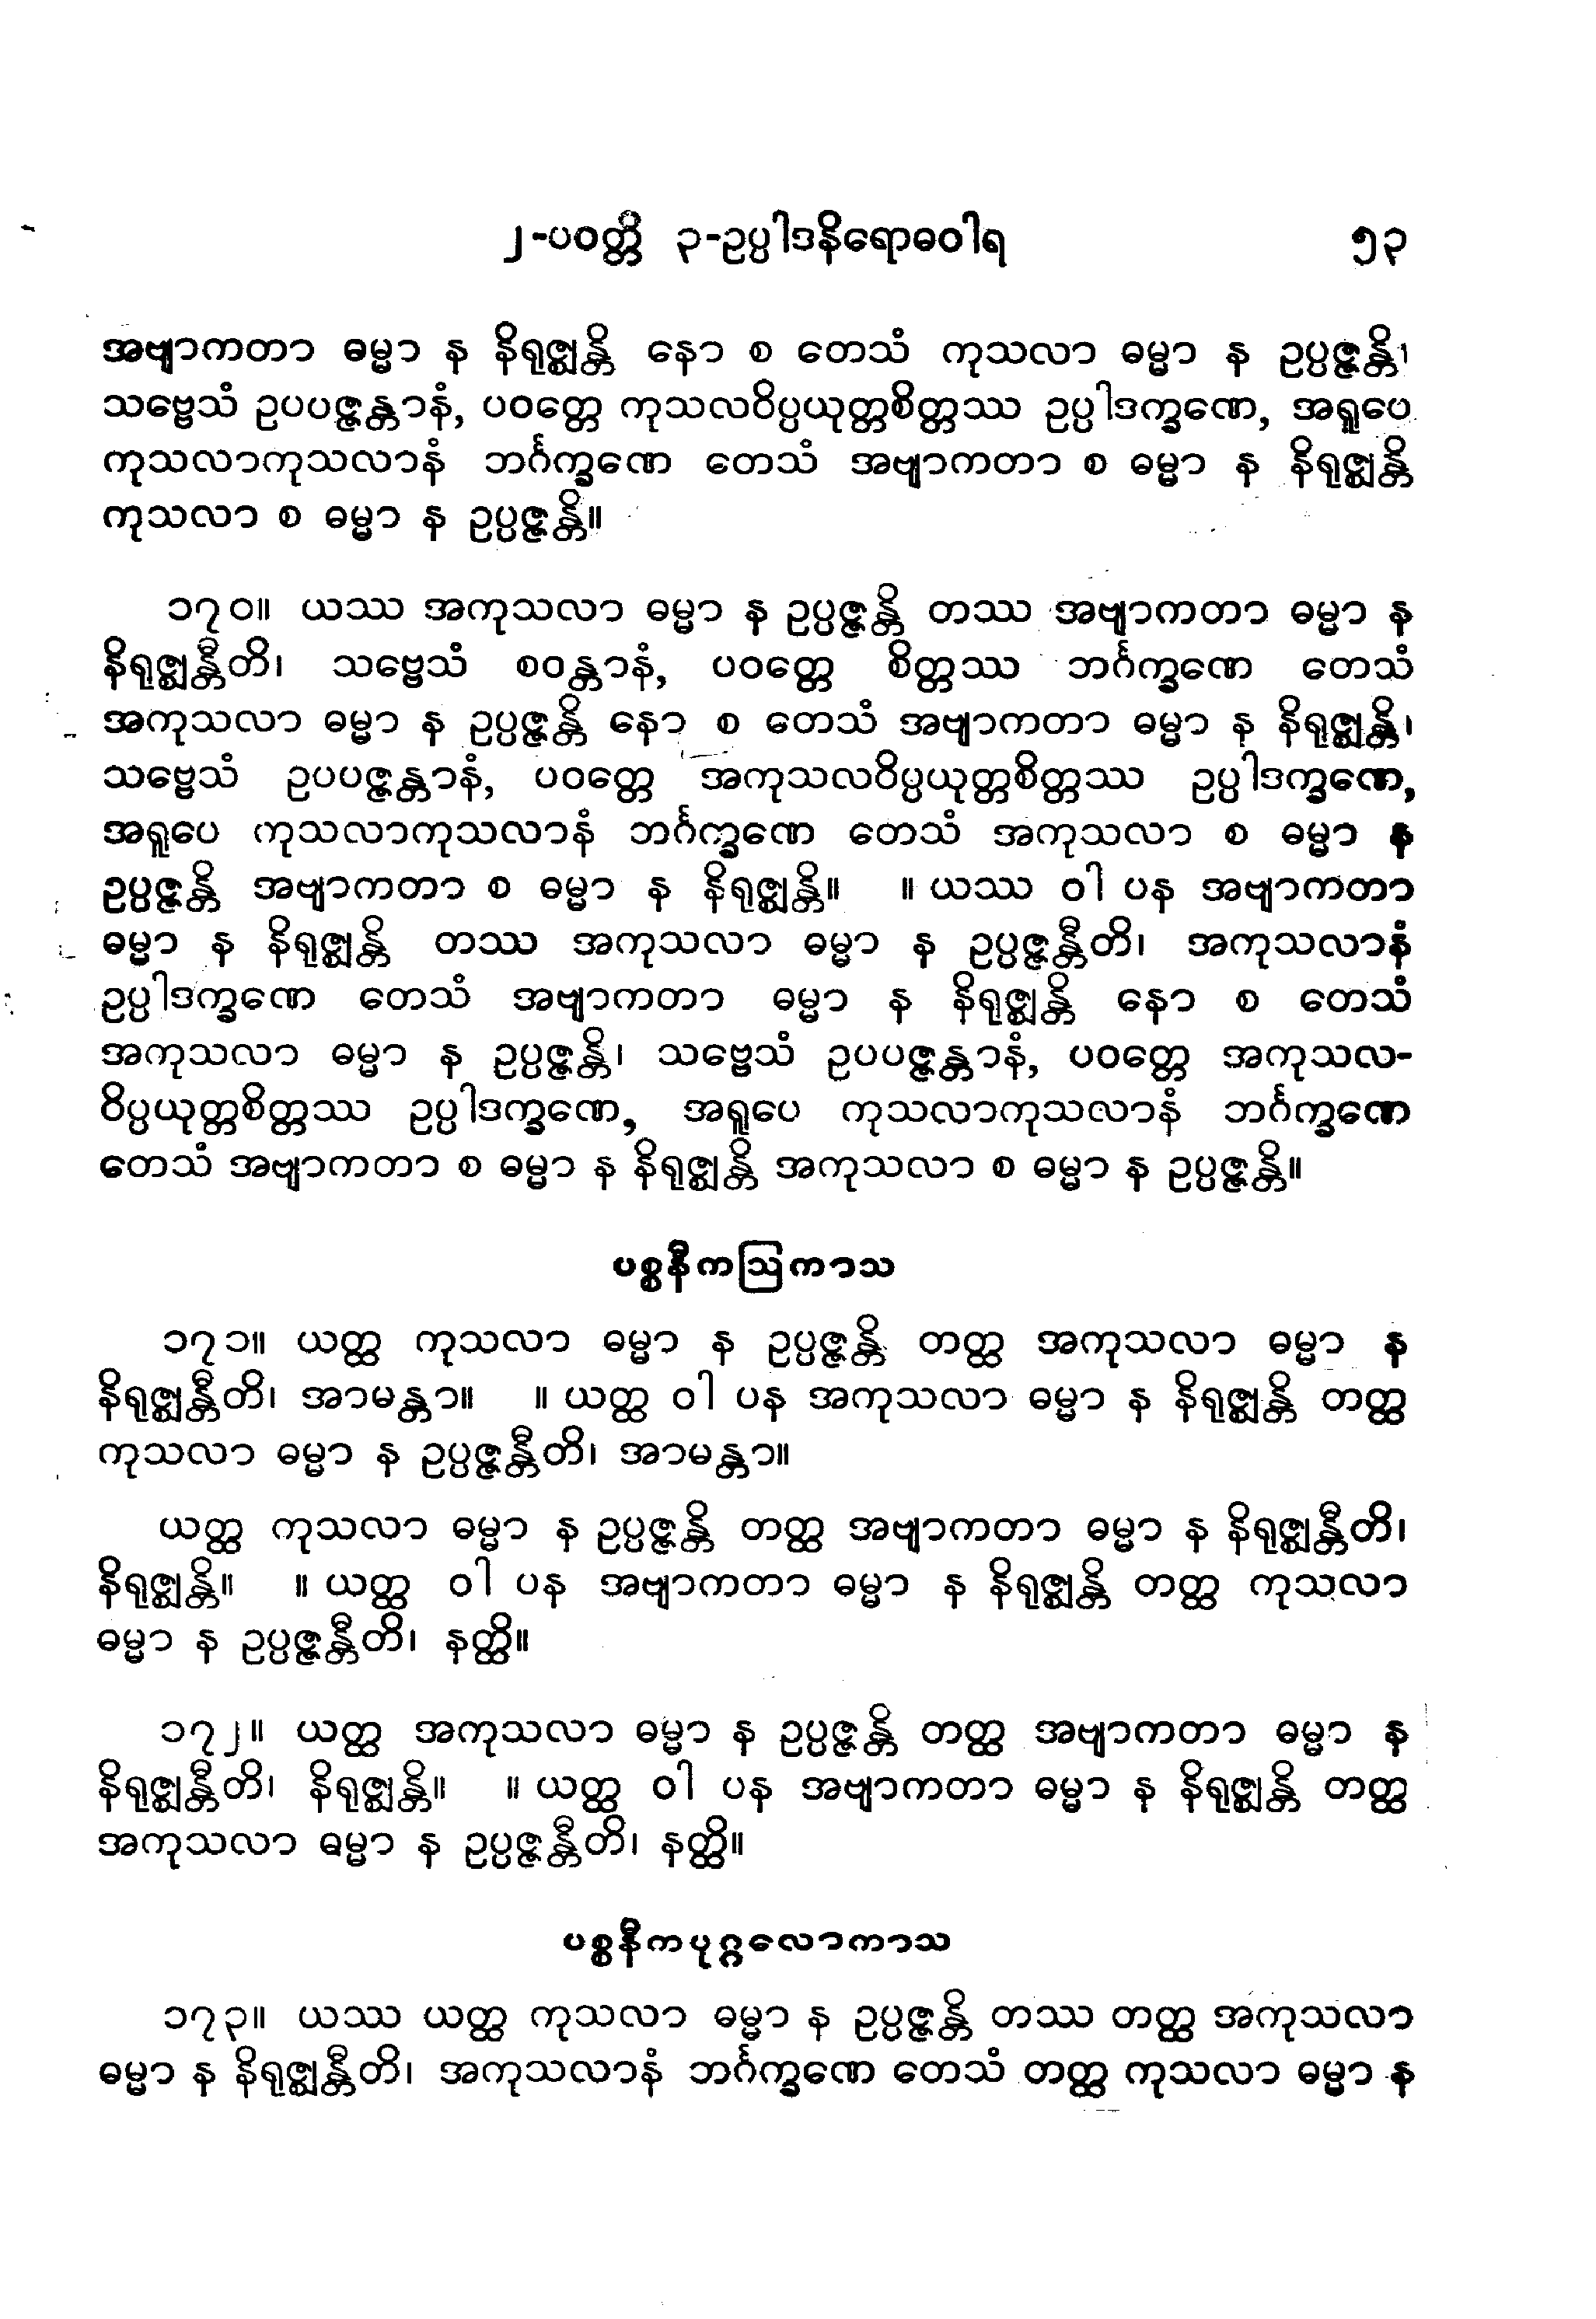 ၂-ပဝတ္တိ ၃-ဥပ္ပါဒနိရောဓဝါရ ၅၃
အဗျာကတာ ဓမ္မာ န နိရုဇ္ဈန္တိ နော စ တေသံ ကုသလာ ဓမ္မာ န ဥပ္ပဇ္ဇန္တိ၊
သဗ္ဗေသံ ဥပပဇ္ဇန္တာနံ, ပဝတ္တေ ကုသလဝိပ္ပယုတ္တစိတ္တဿ ဥပ္ပါဒက္ခဏေ, အရူပေ
ကုသလာကုသလာနံ ဘင်္ဂက္ခဏေ တေသံ အဗျာကတာ စ ဓမ္မာ န နိရုဇ္ဈန္တိ
ကုသလာ စ ဓမ္မာ န ဥပ္ပဇ္ဇန္တိ။
၁၇၀။ ယဿ အကုသလာ ဓမ္မာ န ဥပ္ပဇ္ဇန္တိ တဿ အဗျာကတာ ဓမ္မာ န
နိရုဇ္ဈန္တီတိ၊ သဗ္ဗေသံ စဝန္တာနံ, ပဝတ္တေ စိတ္တဿ ဘင်္ဂက္ခဏေ တေသံ
အကုသလာ ဓမ္မာ န ဥပ္ပဇ္ဇန္တိ နော စ တေသံ အဗျာကတာ ဓမ္မာ န နိရုဇ္ဈန္တိ၊
သဗ္ဗေသံ ဥပပဇ္ဇန္တာနံ, ပဝတ္တေ အကုသလဝိပ္ပယုတ္တစိတ္တဿ ဥပ္ပါဒက္ခဏေ,
အရူပေ ကုသလာကုသလာနံ ဘင်္ဂက္ခဏေ တေသံ အကုသလာ စ ဓမ္မာ န
ဥပ္ပဇ္ဇန္တိ အဗျာကတာ စ ဓမ္မာ န နိရုဇ္ဈန္တိ။ ။ ယဿ ဝါ ပန အဗျာကတာ
ဓမ္မာ န နိရုဇ္ဈန္တိ တဿ အကုသလာ ဓမ္မာ န ဥပ္ပဇ္ဇန္တီတိ၊ အကုသလာနံ
ဥပ္ပါဒက္ခဏေ တေသံ အဗျာကတာ ဓမ္မာ န နိရုဇ္ဈန္တိ နော စ တေသံ
အကုသလာ ဓမ္မာ န ဥပ္ပဇ္ဇန္တိ၊ သဗ္ဗေသံ ဥပပဇ္ဇန္တာနံ, ပဝတ္တေ အကုသလ-
ဝိပ္ပယုတ္တစိတ္တဿ ဥပ္ပါဒက္ခဏေ, အရူပေ ကုသလာကုသလာနံ ဘင်္ဂက္ခဏေ
တေသံ အဗျာကတာ စ ဓမ္မာ န နိရုဇ္ဈန္တိ အကုသလာ စ ဓမ္မာ န ဥပ္ပဇ္ဇန္တိ။
ပစ္စနီကဩကာသ
၁၇၁။ ယတ္ထ ကုသလာ ဓမ္မာ န ဥပ္ပဇ္ဇန္တိ တတ္ထ အကုသလာ ဓမ္မာ န
နိရုဇ္ဈန္တီတိ၊ အာမန္တာ။ ။ ယတ္ထ ဝါ ပန အကုသလာ ဓမ္မာ န နိရုဇ္ဈန္တိ တတ္ထ
ကုသလာ ဓမ္မာ န ဥပ္ပဇ္ဇန္တီတိ၊ အာမန္တာ။
ယတ္ထ ကုသလာ ဓမ္မာ န ဥပ္ပဇ္ဇန္တိ တတ္ထ အဗျာကတာ ဓမ္မာ န နိရုဇ္ဈန္တီတိ၊
နိရုဇ္ဈန္တိ။ ။ ယတ္ထ ဝါ ပန အဗျာကတာ ဓမ္မာ န နိရုဇ္ဈန္တိ တတ္ထ ကုသလာ
ဓမ္မာ န ဥပ္ပဇ္ဇန္တီတိ၊ နတ္ထိ။
၁၇၂။ ယတ္ထ အကုသလာ ဓမ္မာ န ဥပ္ပဇ္ဇန္တိ တတ္ထ အဗျာကတာ ဓမ္မာ န
နိရုဇ္ဈန္တီတိ၊ နိရုဇ္ဈန္တိ။ ။ ယတ္ထ ဝါ ပန အဗျာကတာ ဓမ္မာ န နိရုဇ္ဈန္တိ တတ္ထ
အကုသလာ ဓမ္မာ န ဥပ္ပဇ္ဇန္တီတိ၊ နတ္ထိ။
ပစ္စနီကပုဂ္ဂလောကာသ
၁၇၃။ ယဿ ယတ္ထ ကုသလာ ဓမ္မာ န ဥပ္ပဇ္ဇန္တိ တဿ တတ္ထ အကုသလာ
ဓမ္မာ န နိရုဇ္ဈန္တီတိ၊ အကုသလာနံ ဘင်္ဂက္ခဏေ တေသံ တတ္ထ ကုသလာ ဓမ္မာ န